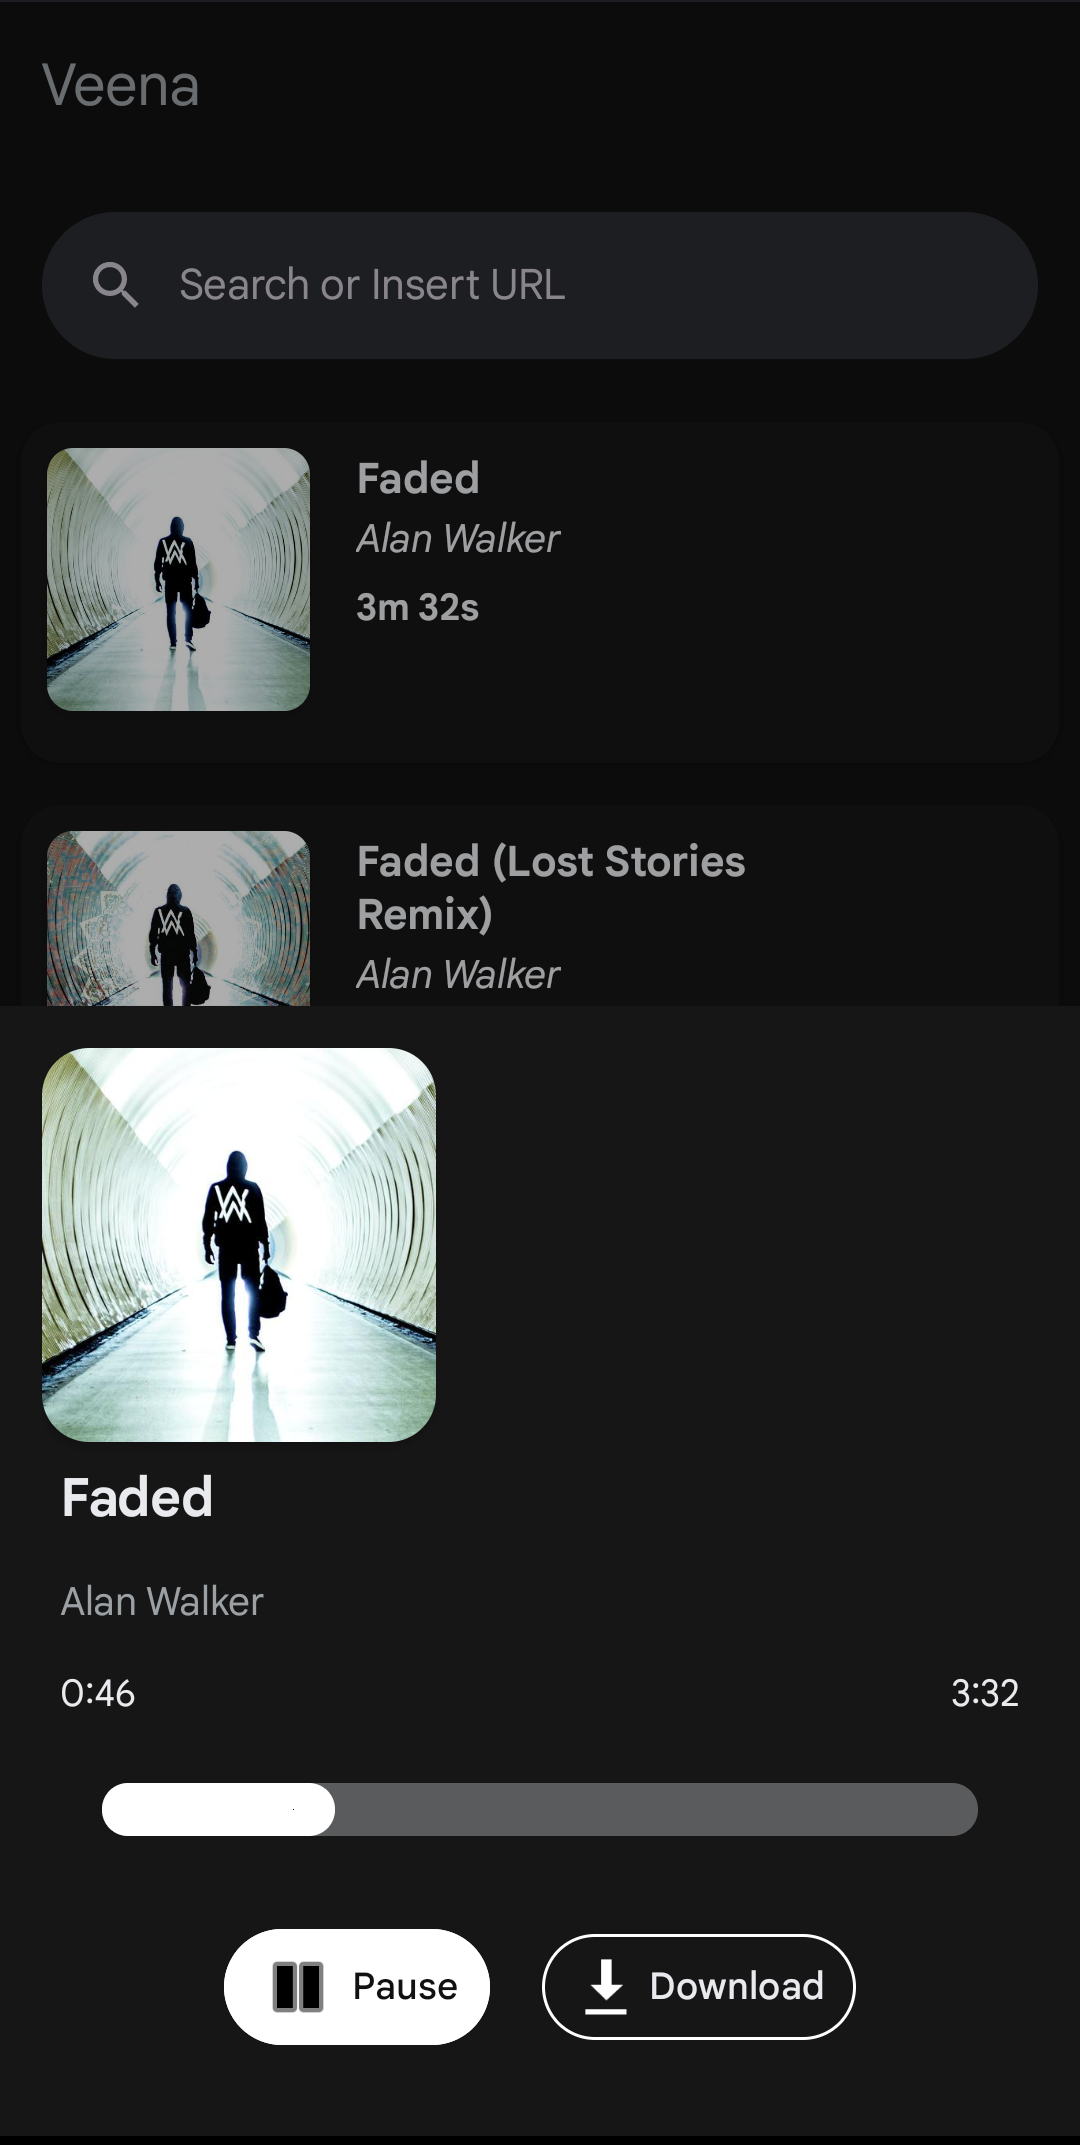 Veena
Search or Insert URL
Faded
Alan Walker
3m 32s
Faded (Lost Stories
Remix)
Alan Walker
Faded
Alan Walker
0:46 3:32
Pause Download